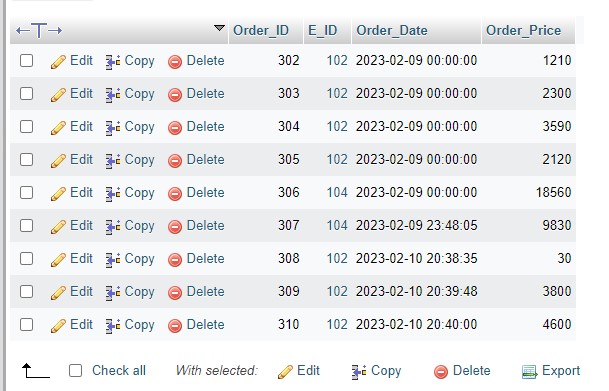 Order_ID E_ID Order_Date Order_Price
Edit Copy Delete 302 102 2023-02-09 00:00:00 1210
Edit Copy Delete 303 102 2023-02-09 00:00:00 2300
Edit Copy Delete 304 102 2023-02-09 00:00:00 3590
Edit Copy Delete 305 102 2023-02-09 00:00:00 2120
Edit Copy Delete 306 104 2023-02-09 00:00:00 18560
Edit Copy Delete 307 104 2023-02-09 23:48:05 9830
Edit Copy Delete 308 102 2023-02-10 20:38:35 30
Edit Copy Delete 309 102 2023-02-10 20:39:48 3800
Edit Copy Delete 310 102 2023-02-10 20:40:00 4600
Check all With selected: Edit Copy Delete Export